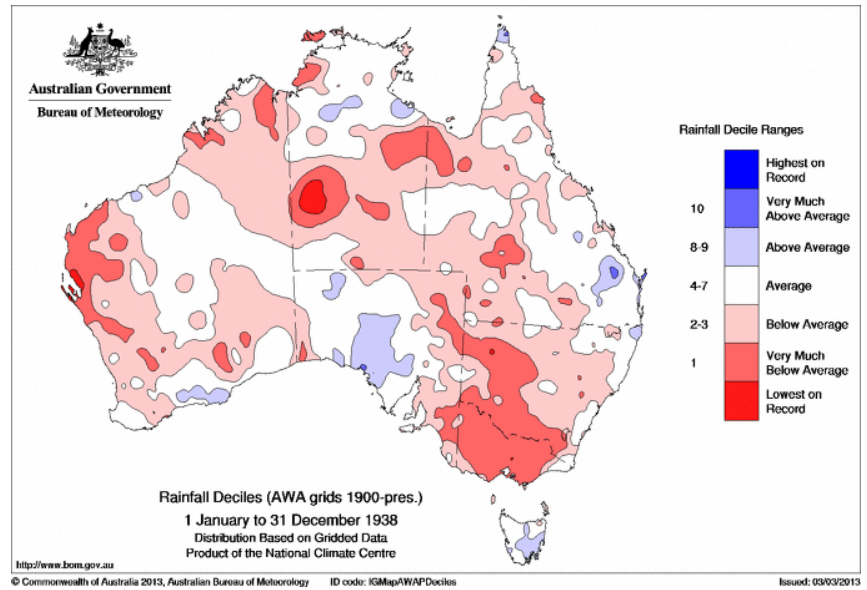 Australian Government
Bureau of Meteorology
Rainfall Decile Ranges
Highest on
Record
10
Very Much
Above Average
8-9
Above Average
4-7
Average
2-3
Below Average
1
Very Much
Below Average
Lowest on
Record
Rainfall Deciles (AWA grids 1900-pres.)
1 January to 31 December 1938
Distribution Based on Gridded Data
Product of the National Climate Centre
http://www.bom.gov.au
© Commonwealth of Australia 2013, Australian Bureau of Meteorology
ID code: IGMapAWAPDeciles
Issued: 03/03/2013